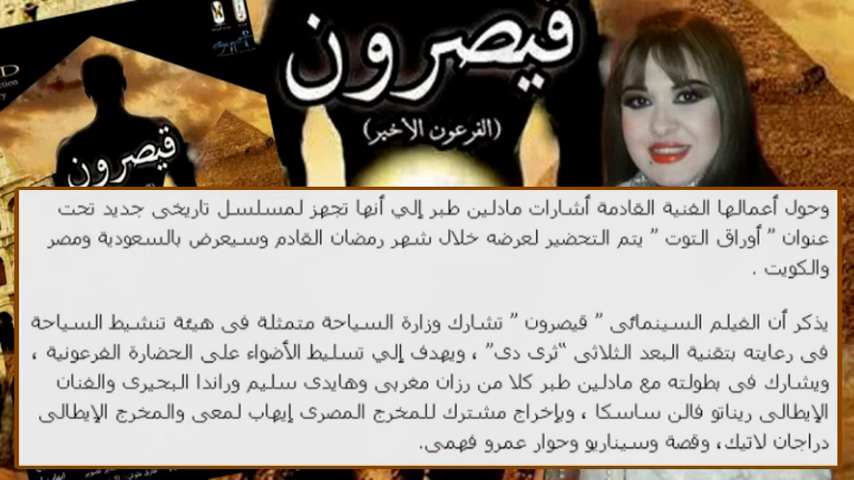 قيصرون
(الفرعون الأخير)
قيصرون
وحول أعمالها الفنية القادمة أشارات مادلين طبر إلي أنها تجهز لمسلسل تاريخى جديد تحت
عنوان " أوراق التوت " يتم التحضير لعرضه خلال شهر رمضان القادم وسيعرض بالسعودية ومصر
والكويت .
يذكر أن الفيلم السينمائى " قيصرون " تشارك وزارة السياحة متمثلة فى هيئة تنشيط السياحة
فى رعايته بتقنية البعد الثلاثى "ثرى دى" ، ويهدف إلي تسليط الأضواء على الحضارة الفرعونية ،
ويشارك فى بطولته مع مادلين طبر كلا من رزان مغربى وهايدى سليم وراندا البحيرى والفنان
الإيطالى ريناتو فالن ساسكا ، وبإخراج مشترك للمخرج المصرى إيهاب لمعى والمخرج الإيطالى
دراجان لاتيك، وقصة وسيناريو وحوار عمرو فهمى.